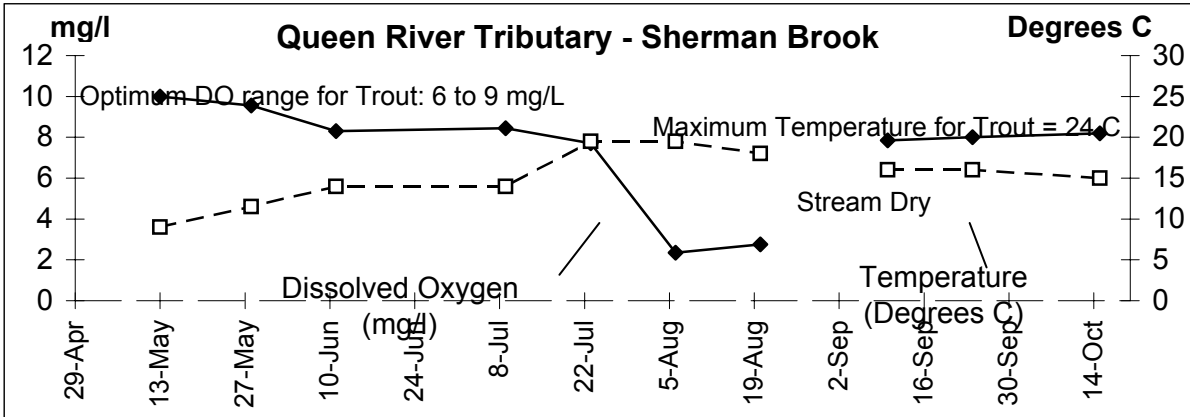 mg/l
Queen River Tributary - Sherman Brook
Degrees C
12
10
8
6
4
2
0
30
25
20
15
10
5
0
Optimum DO range for Trout: 6 to 9 mg/L
Maximum Temperature for Trout = 24 C
Stream Dry
Dissolved Oxygen
(mg/l)
Temperature
(Degrees C)
29-Apr
13-May
27-May
10-Jun
24-Jun
8-Jul
22-Jul
5-Aug
19-Aug
2-Sep
16-Sep
30-Sep
14-Oct